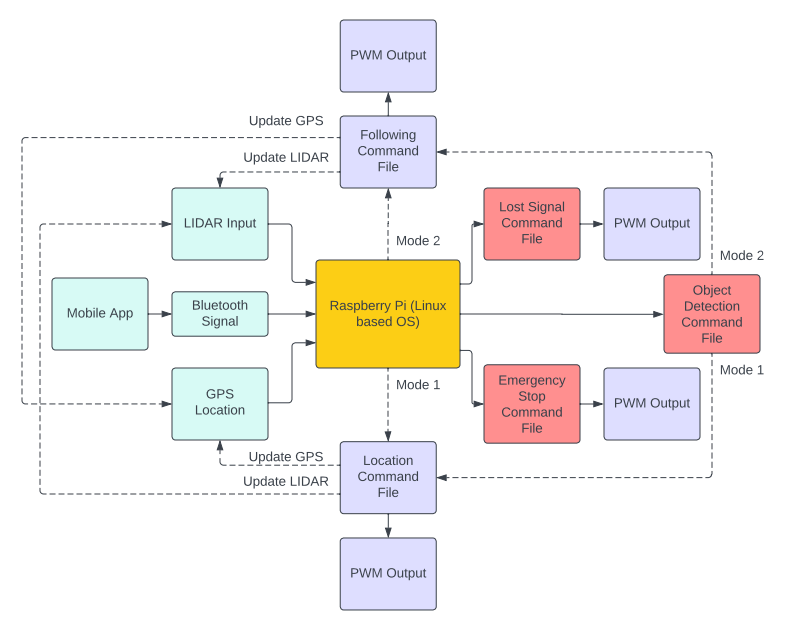 PWM Output
Update GPS
Following
Command
File
Update LIDAR
LIDAR Input
Lost Signal
Command
File
PWM Output
Mode 2
Mode 2
Mobile App
Bluetooth
Signal
Raspberry Pi (Linux
based OS)
Object
Detection
Command
File
Mode 1
Mode 1
GPS
Location
Emergency
Stop
Command
File
PWM Output
Update GPS
Location
Command
File
Update LIDAR
PWM Output